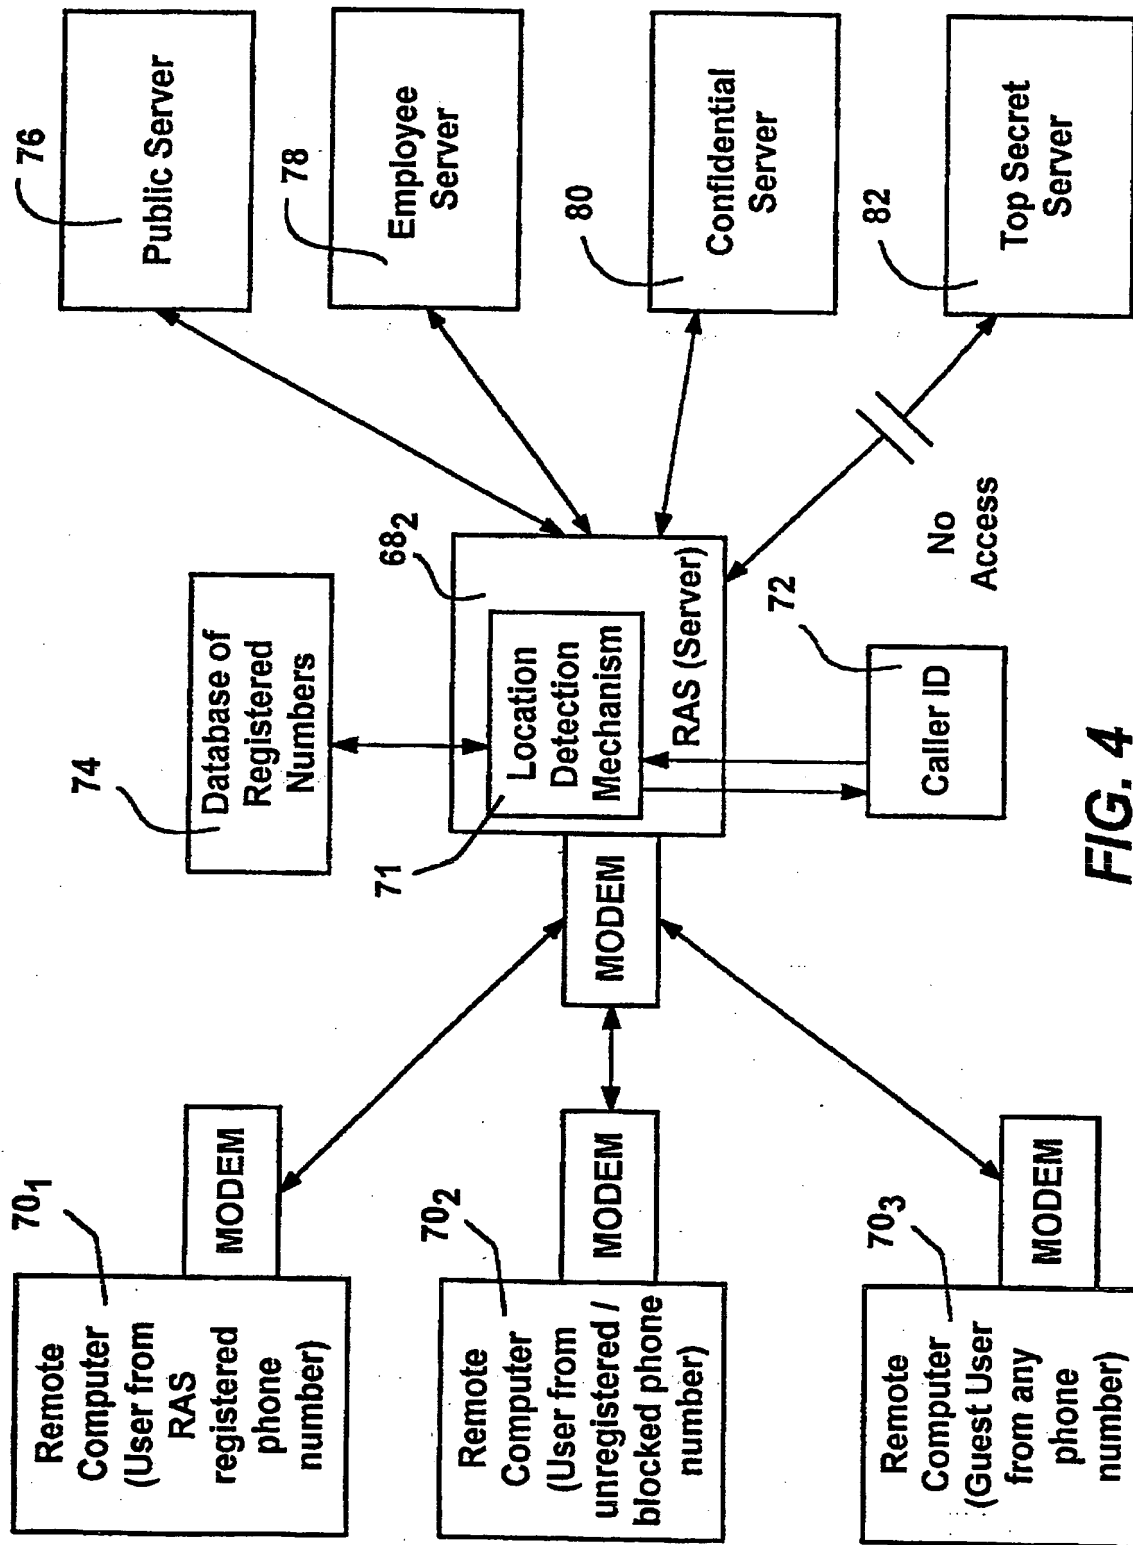 70₁
Remote
Computer
(User from
RAS
registered
phone
number)
MODEM
70₂
Remote
Computer
(User from
unregistered /
blocked phone
number)
MODEM
70₃
Remote
Computer
(Guest User
from any
phone
number)
MODEM
MODEM
74
Database of
Registered
Numbers
71
68₂
Location
Detection
Mechanism
RAS (Server)
72
Caller ID
76
Public Server
78
Employee
Server
80
Confidential
Server
82
Top Secret
Server
No
Access
FIG. 4